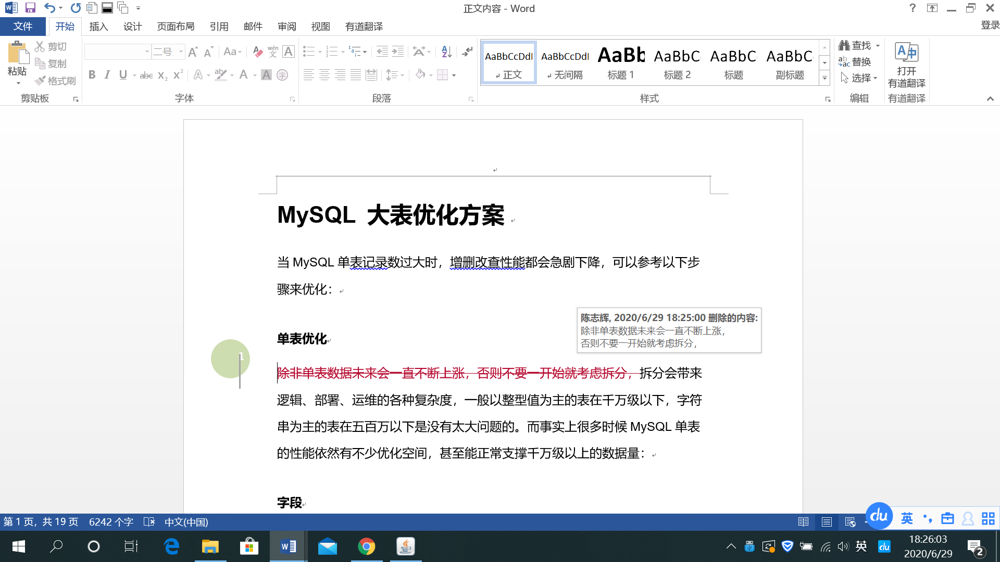 正文内容 - Word
?
登录
文件 开始 插入 设计 页面布局 引用 邮件 审阅 视图 有道翻译
粘贴
剪切
复制
格式刷
剪贴板
二号
Aa
wén
文
A
B I U abc X₂ X² A ab A A 字
字体
段落
AaBbCcDdI
正文
AaBbCcDdI
无间隔
AaBb
标题 1
AaBbC
标题 2
AaBbC
标题
AaBbC
副标题
样式
查找
替换
选择
编辑
打开
有道翻译
有道翻译
MySQL 大表优化方案
当 MySQL 单表记录数过大时，增删改查性能都会急剧下降，可以参考以下步
骤来优化：
陈志辉, 2020/6/29 18:25:00 删除的内容:
除非单表数据未来会一直不断上涨，
否则不要一开始就考虑拆分，
单表优化
1
除非单表数据未来会一直不断上涨，否则不要一开始就考虑拆分，拆分会带来
逻辑、部署、运维的各种复杂度，一般以整型值为主的表在千万级以下，字符
串为主的表在五百万以下是没有太大问题的。而事实上很多时候 MySQL 单表
的性能依然有不少优化空间，甚至能正常支撑千万级以上的数据量：
字段
第 1 页，共 19 页 6242 个字 中文(中国)
du 英
英 du
18:26:03
2020/6/29
2